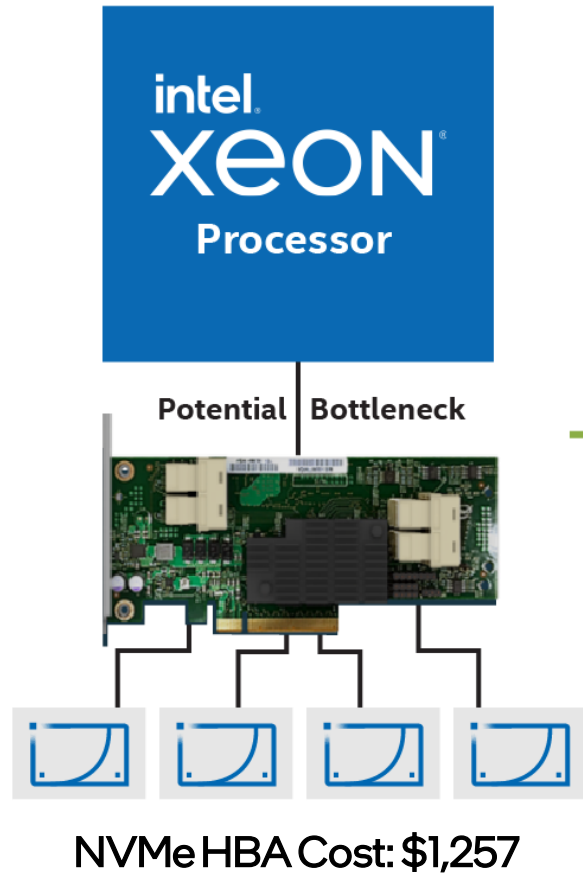 intel.
xeon®
Processor
Potential Bottleneck
NVMe HBA Cost: $1,257